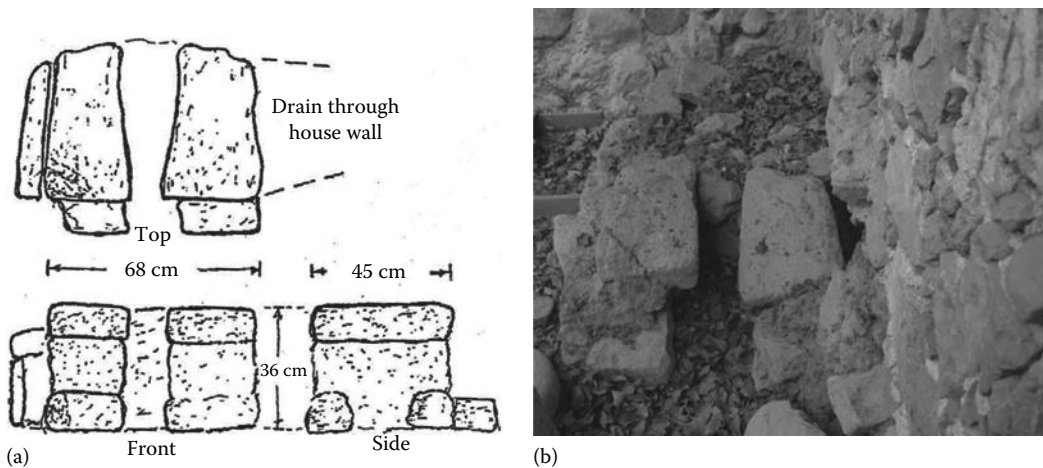 Drain through
house wall
Top
68 cm
45 cm
36 cm
Front
Side
(a)
(b)